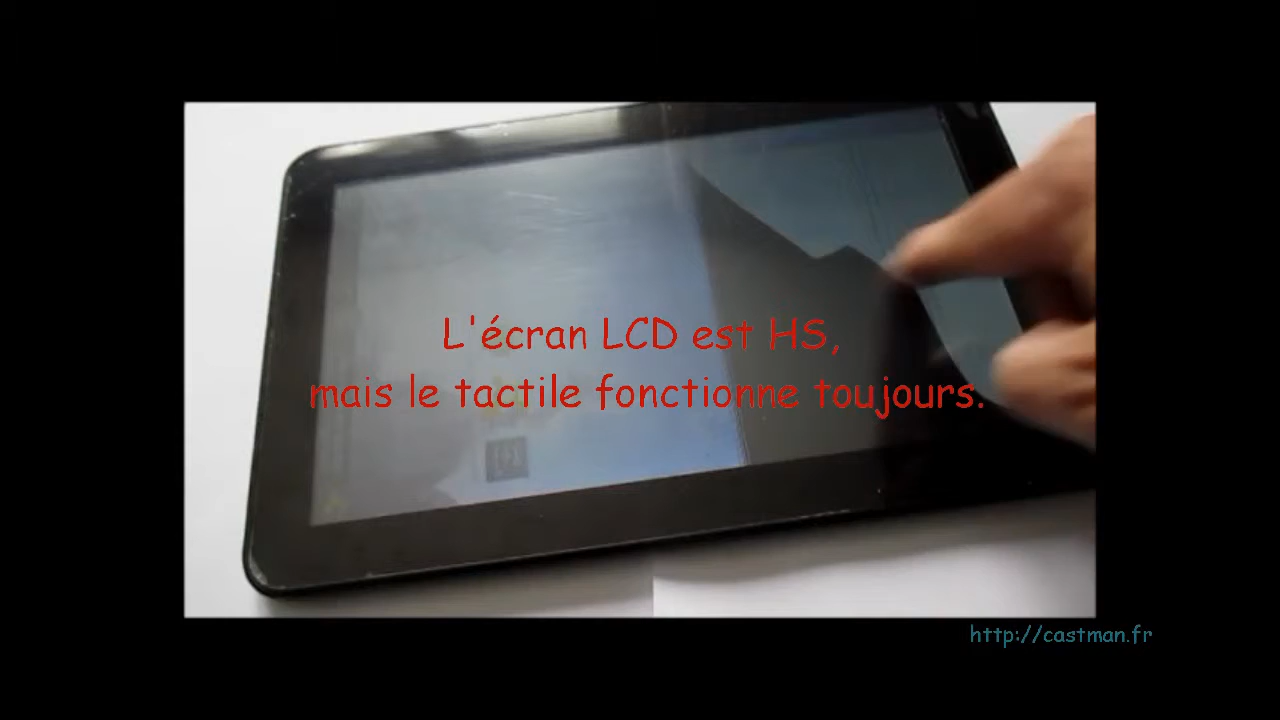 L'écran LCD est HS,
mais le tactile fonctionne toujours.
http://castman.fr